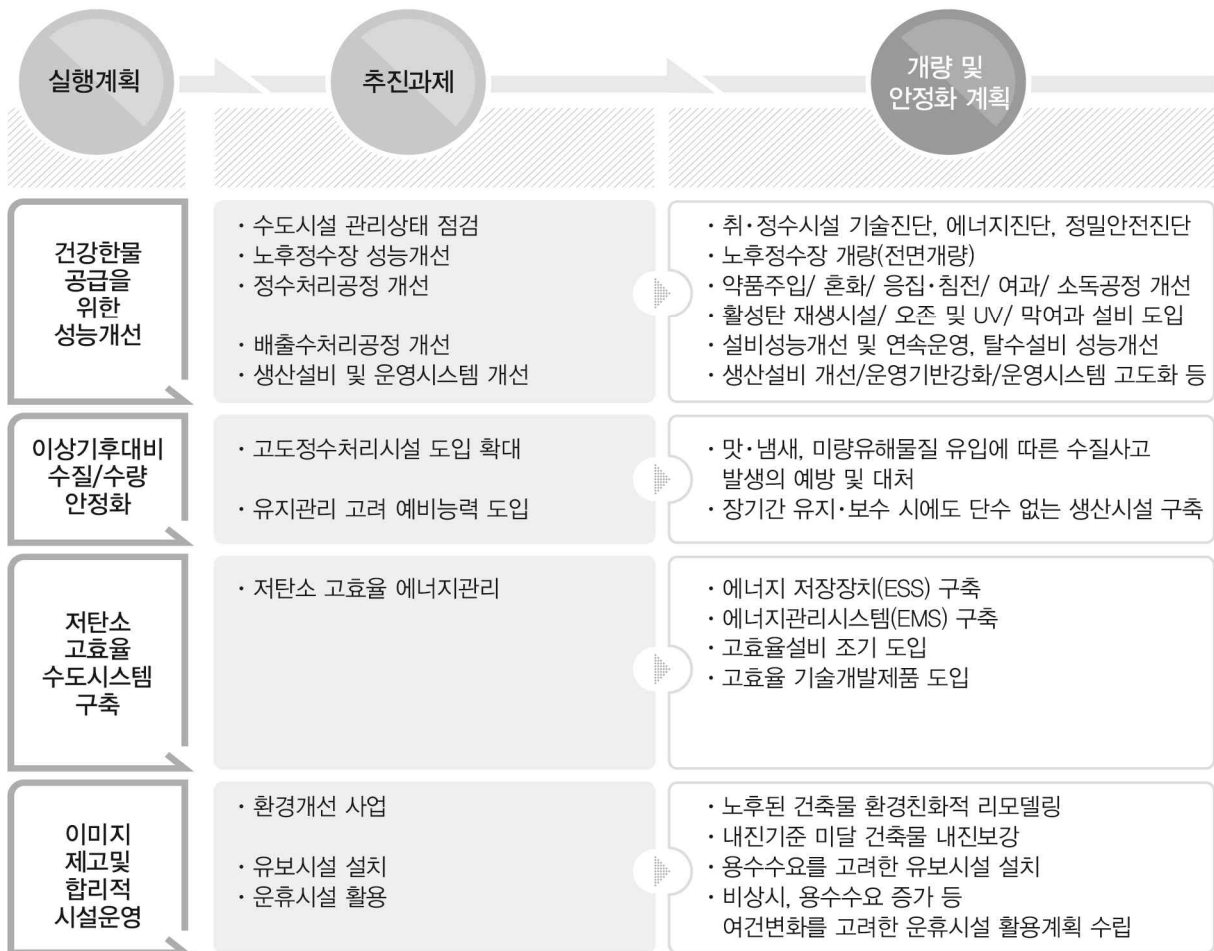 실행계획
추진과제
개량 및
안정화 계획
건강한물
공급을
위한
성능개선
· 수도시설 관리상태 점검
· 노후정수장 성능개선
· 정수처리공정 개선
· 배출수처리공정 개선
· 생산설비 및 운영시스템 개선
· 취·정수시설 기술진단, 에너지진단, 정밀안전진단
· 노후정수장 개량(전면개량)
· 약품주입/ 혼화/ 응집·침전/ 여과/ 소독공정 개선
· 활성탄 재생시설/ 오존 및 UV/ 막여과 설비 도입
· 설비성능개선 및 연속운영, 탈수설비 성능개선
· 생산설비 개선/운영기반강화/운영시스템 고도화 등
이상기후대비
수질/수량
안정화
· 고도정수처리시설 도입 확대
· 유지관리 고려 예비능력 도입
· 맛·냄새, 미량유해물질 유입에 따른 수질사고
발생의 예방 및 대처
· 장기간 유지·보수 시에도 단수 없는 생산시설 구축
저탄소
고효율
수도시스템
구축
· 저탄소 고효율 에너지관리
· 에너지 저장장치(ESS) 구축
· 에너지관리시스템(EMS) 구축
· 고효율설비 조기 도입
· 고효율 기술개발제품 도입
이미지
제고및
합리적
시설운영
· 환경개선 사업
· 유보시설 설치
· 운휴시설 활용
· 노후된 건축물 환경친화적 리모델링
· 내진기준 미달 건축물 내진보강
· 용수수요를 고려한 유보시설 설치
· 비상시, 용수수요 증가 등
여건변화를 고려한 운휴시설 활용계획 수립